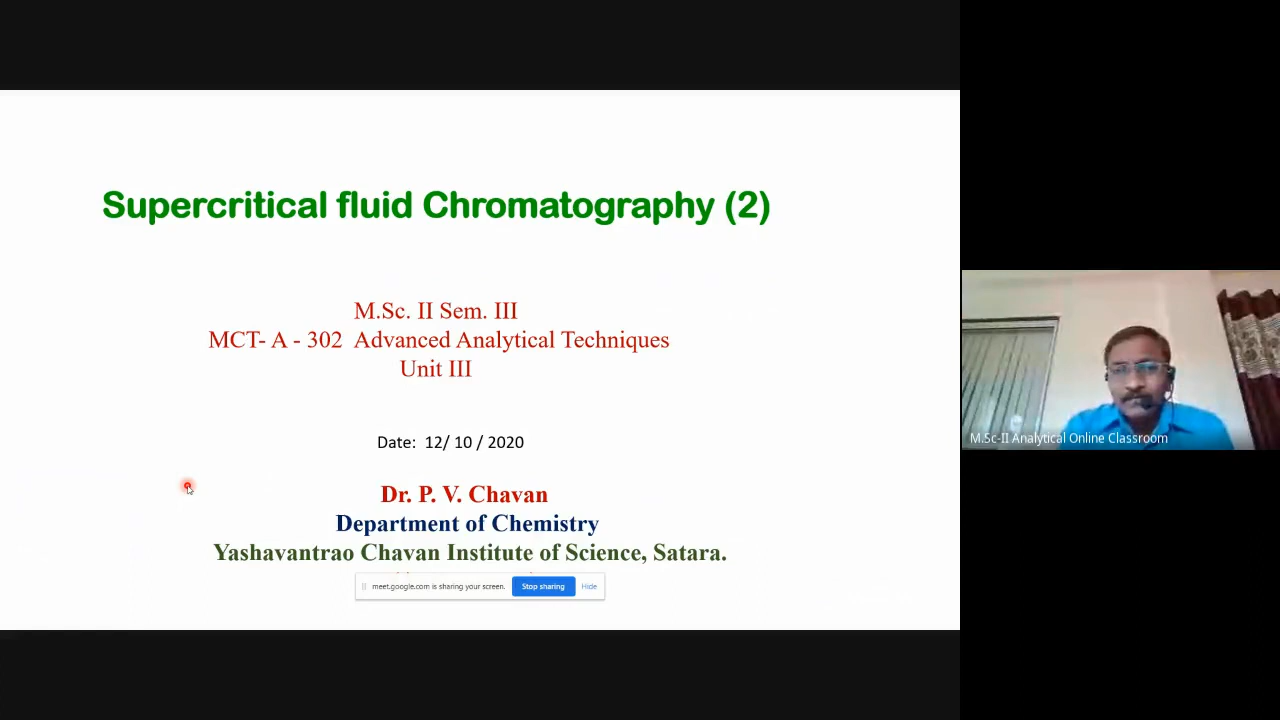 Supercritical fluid Chromatography (2)
M.Sc. II Sem. III
MCT- A - 302 Advanced Analytical Techniques
Unit III
Date: 12/ 10 / 2020
Dr. P. V. Chavan
Department of Chemistry
Yashavantrao Chavan Institute of Science, Satara.
meet.google.com is sharing your screen. Stop sharing Hide
M.Sc-II Analytical Online Classroom